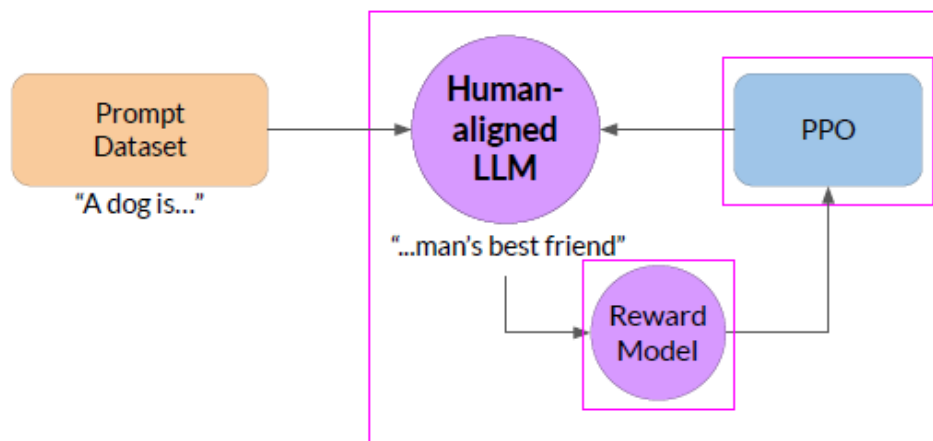 Prompt
Dataset
"A dog is..."
Human-
aligned
LLM
"...man's best friend"
Reward
Model
PPO